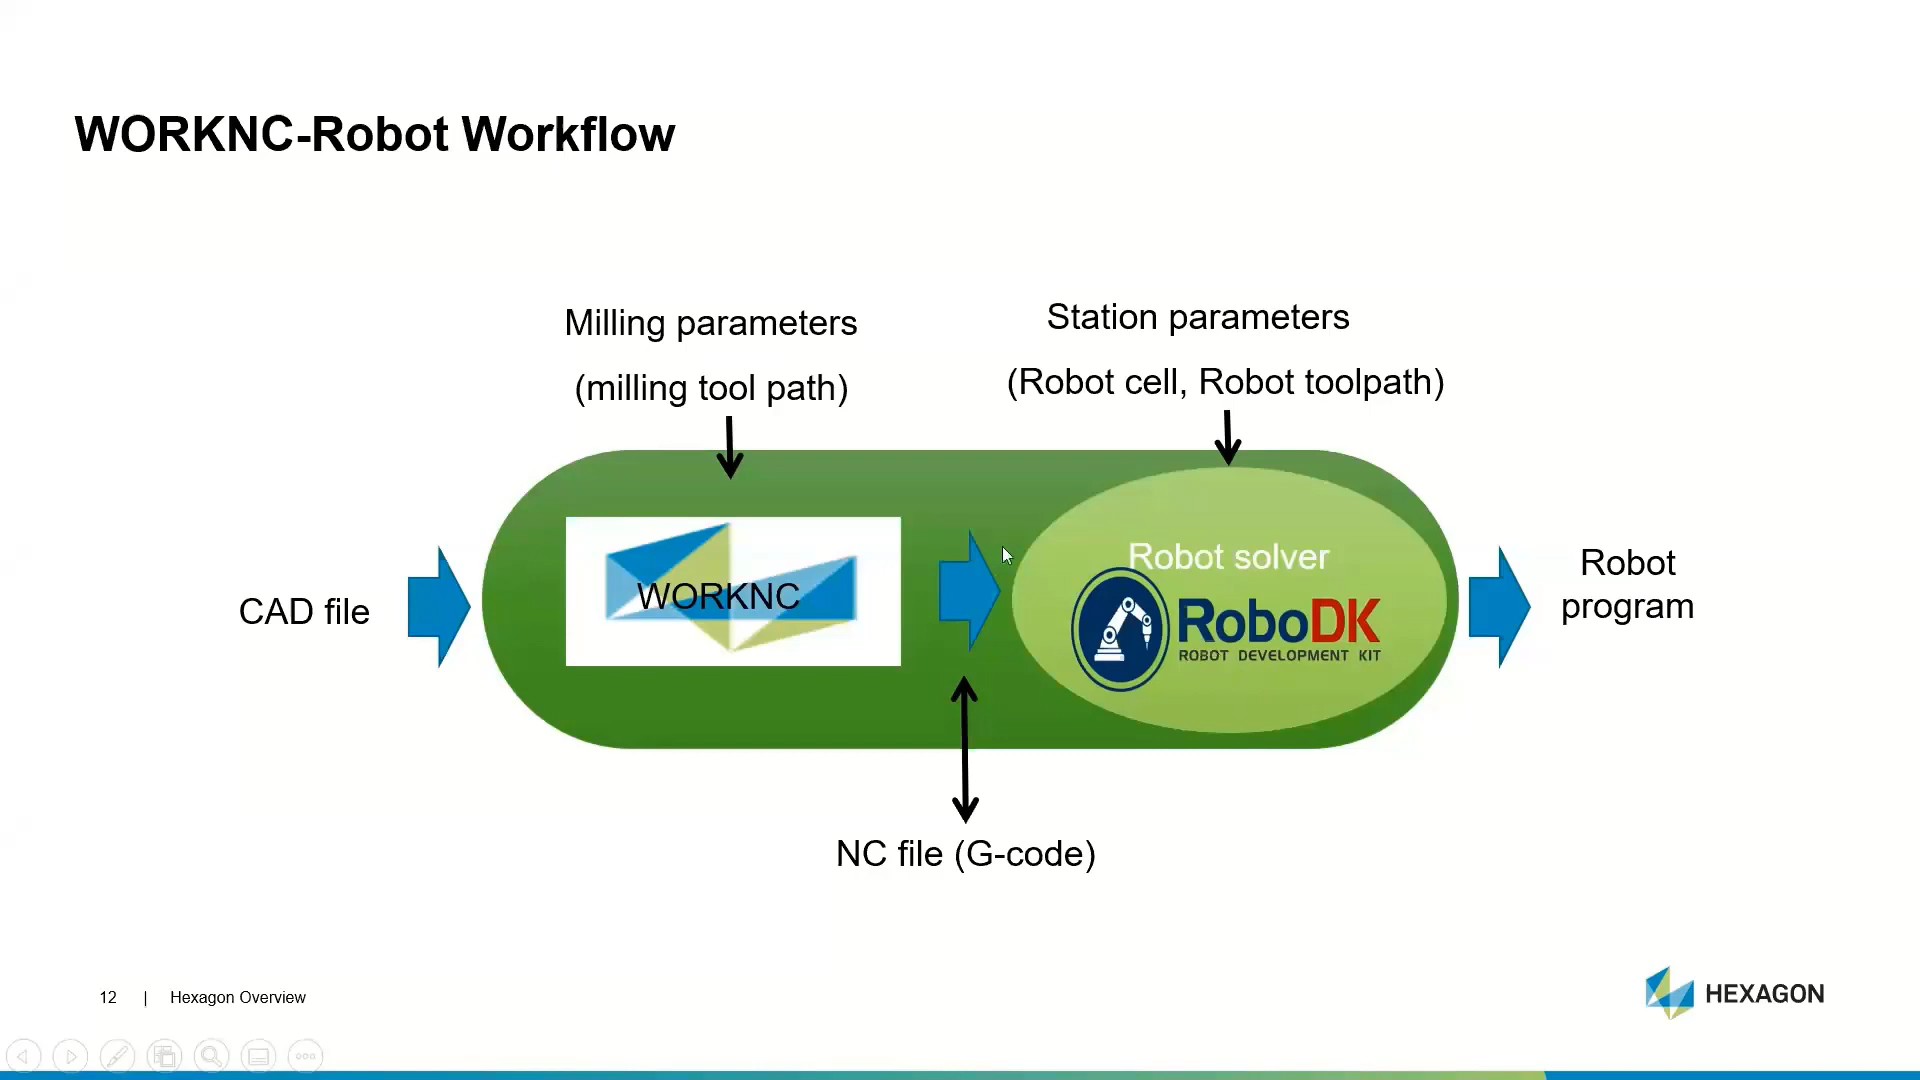 WORKNC-Robot Workflow
Milling parameters
(milling tool path)
Station parameters
(Robot cell, Robot toolpath)
CAD file
WORKNC
Robot solver
RoboDK
ROBOT DEVELOPMENT KIT
Robot
program
NC file (G-code)
12 | Hexagon Overview
HEXAGON